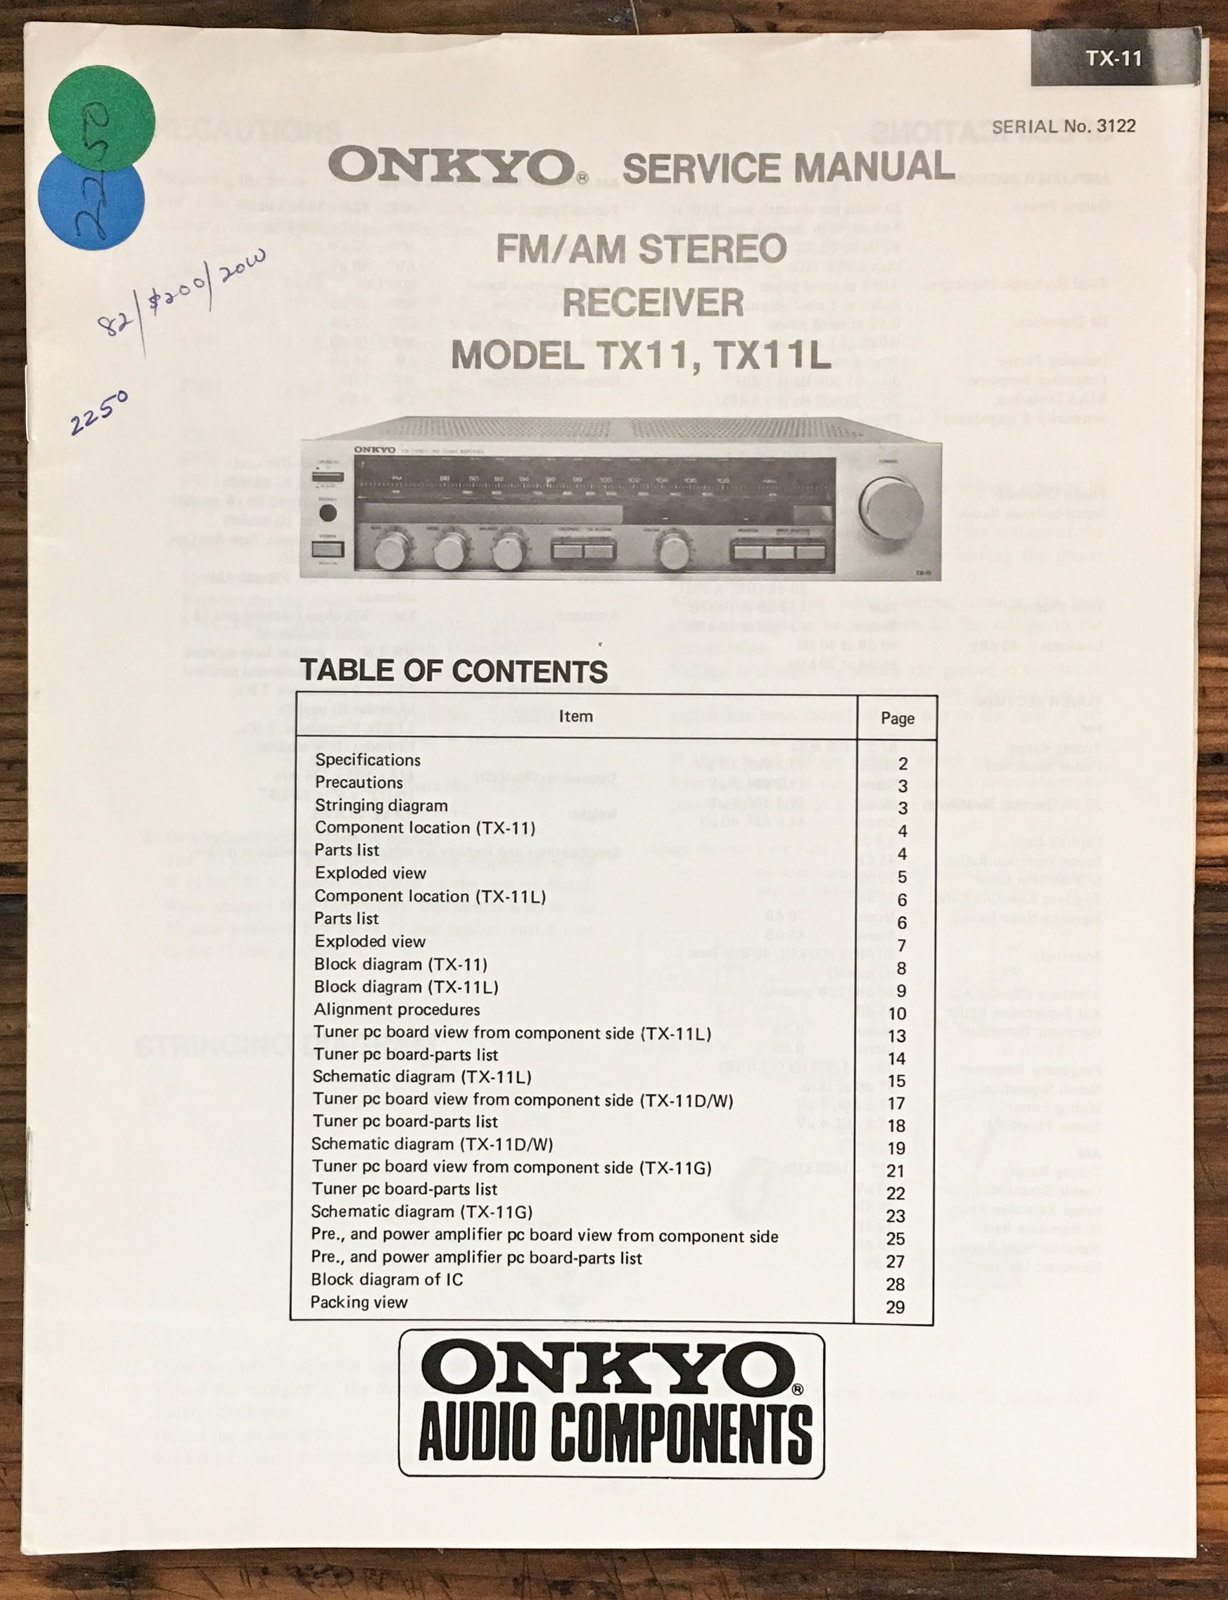 TX-11
SERIAL No. 3122
ONKYO® SERVICE MANUAL
2250
82/$200/20W
2250
FM/AM STEREO
RECEIVER
MODEL TX11, TX11L
ONKYO
TX-11
TABLE OF CONTENTS
Item Page
Specifications 2
Precautions 3
Stringing diagram 3
Component location (TX-11) 4
Parts list 4
Exploded view 5
Component location (TX-11L) 6
Parts list 6
Exploded view 7
Block diagram (TX-11) 8
Block diagram (TX-11L) 9
Alignment procedures 10
Tuner pc board view from component side (TX-11L) 13
Tuner pc board-parts list 14
Schematic diagram (TX-11L) 15
Tuner pc board view from component side (TX-11D/W) 17
Tuner pc board-parts list 18
Schematic diagram (TX-11D/W) 19
Tuner pc board view from component side (TX-11G) 21
Tuner pc board-parts list 22
Schematic diagram (TX-11G) 23
Pre., and power amplifier pc board view from component side 25
Pre., and power amplifier pc board-parts list 27
Block diagram of IC 28
Packing view 29
ONKYO®
AUDIO COMPONENTS